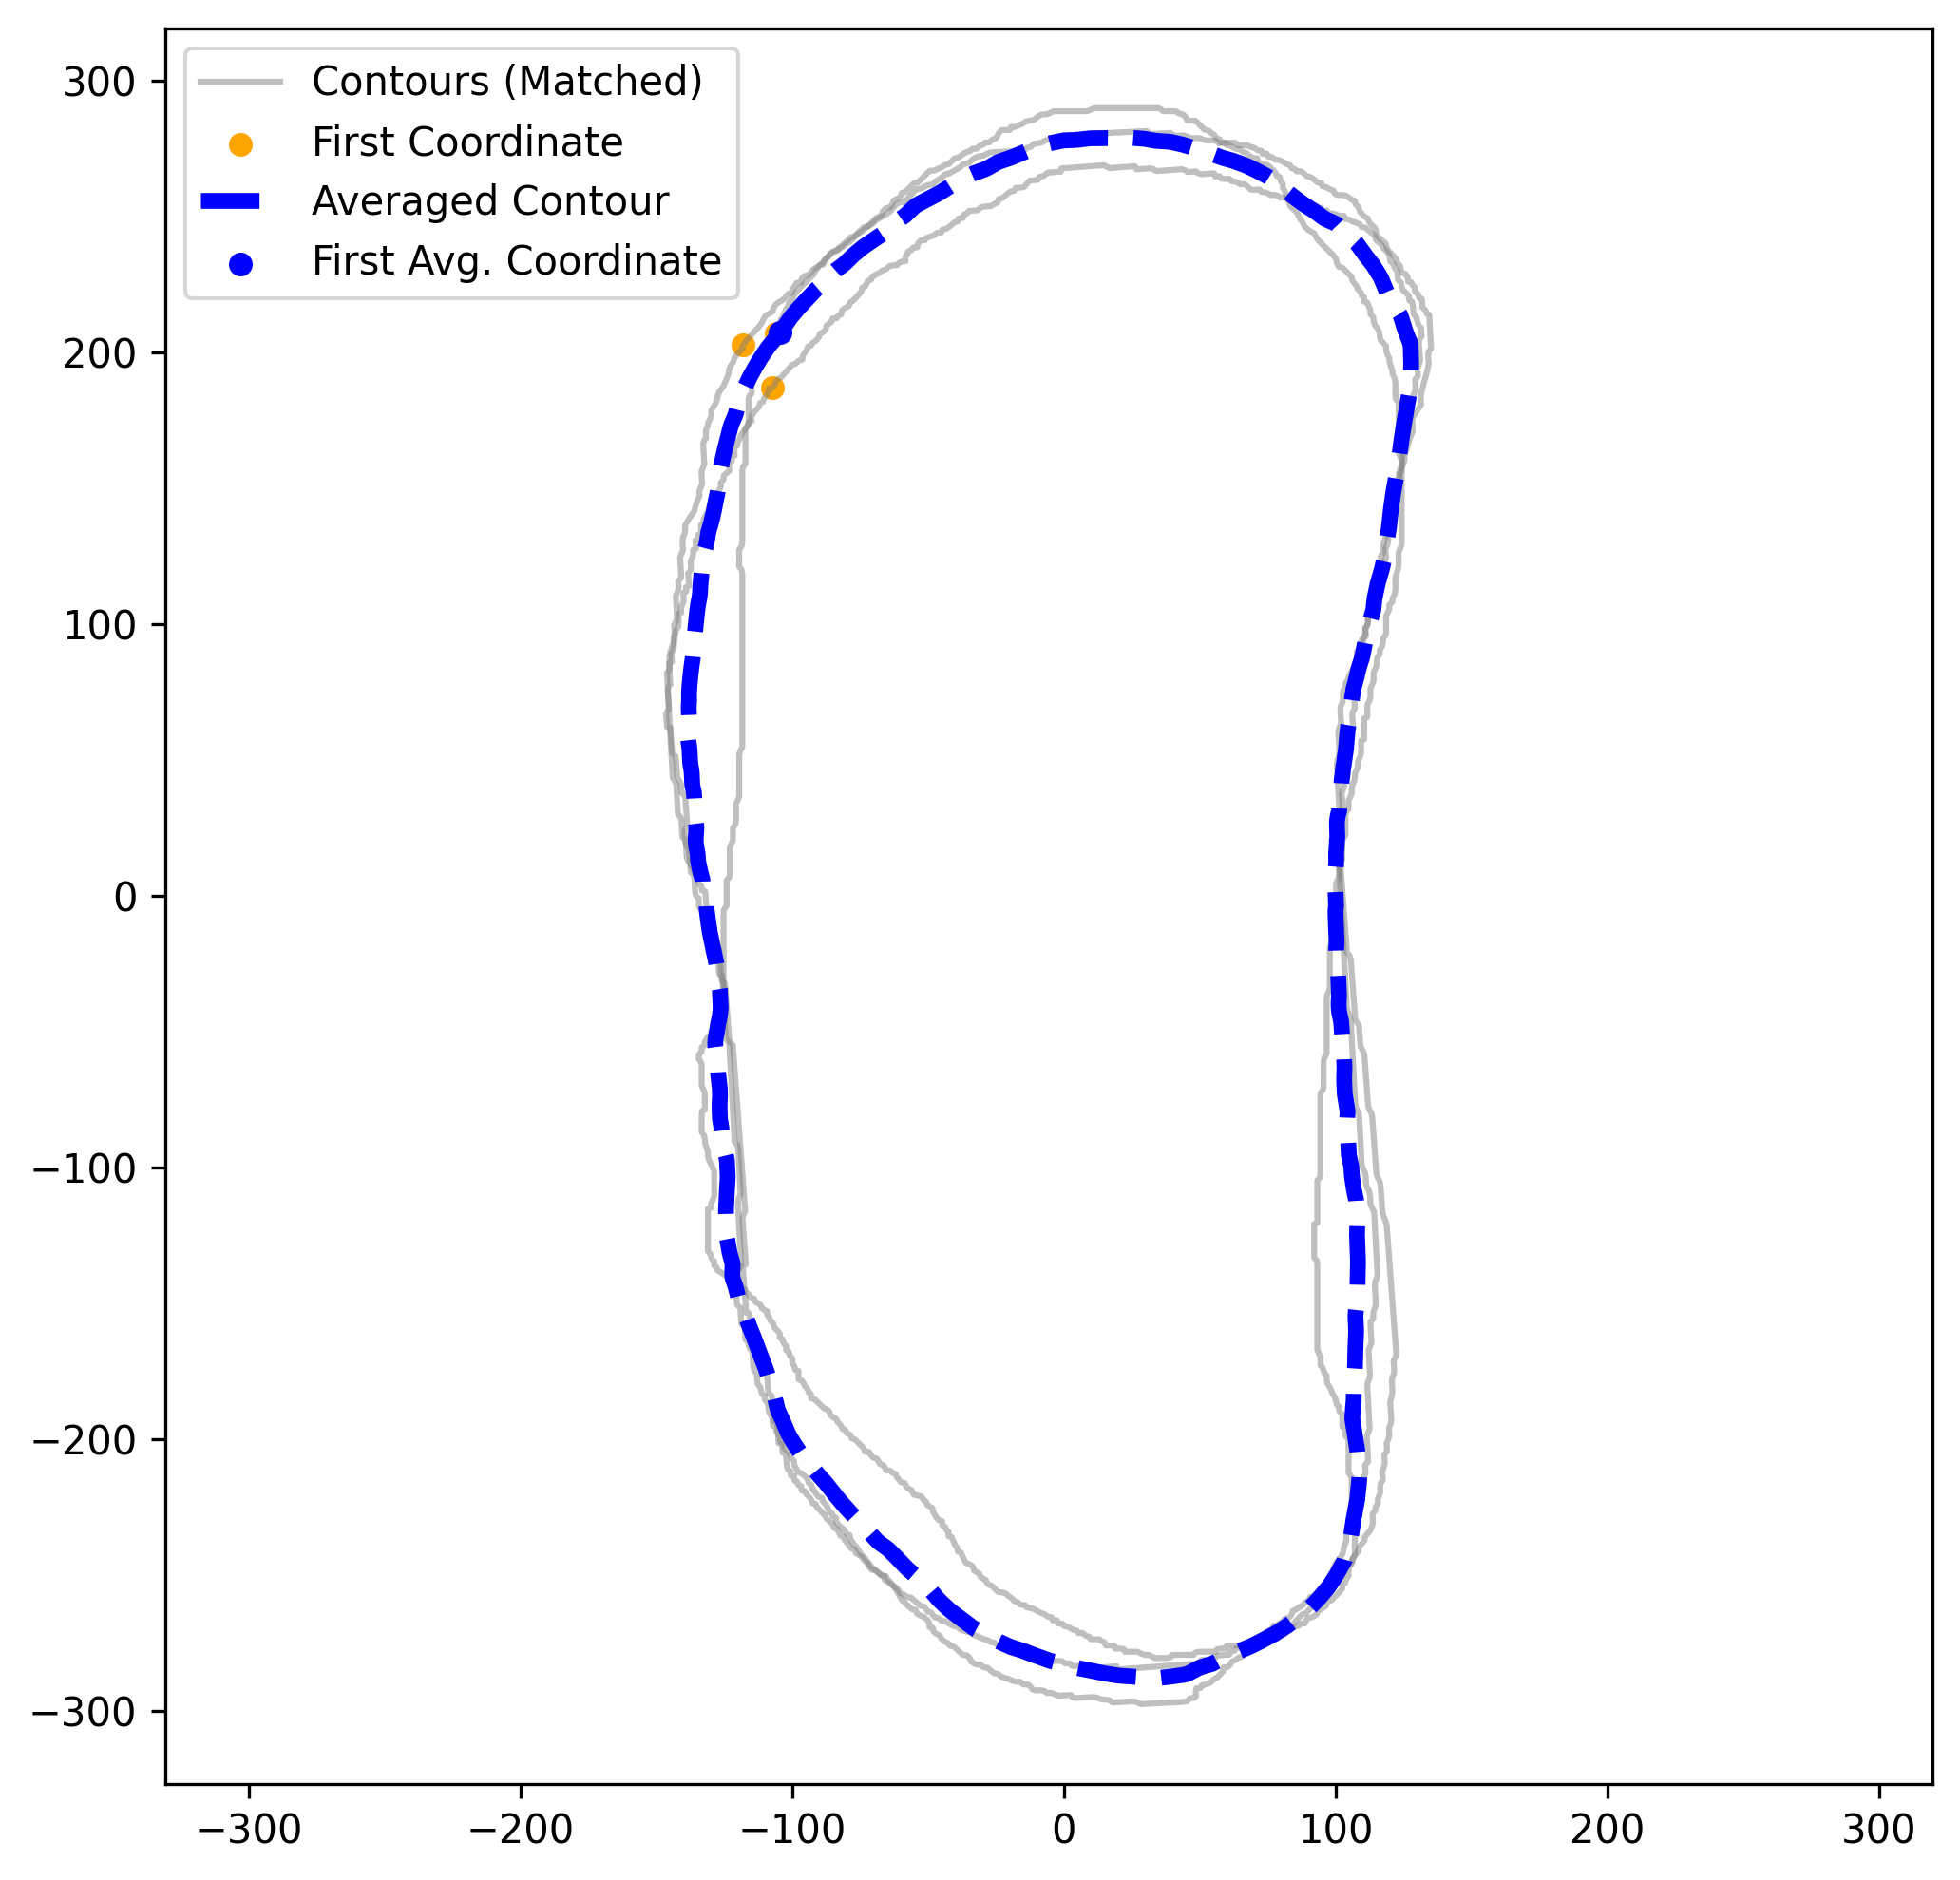 Contours (Matched)
First Coordinate
Averaged Contour
First Avg. Coordinate
300
200
100
0
−100
−200
−300
−300 −200 −100 0 100 200 300